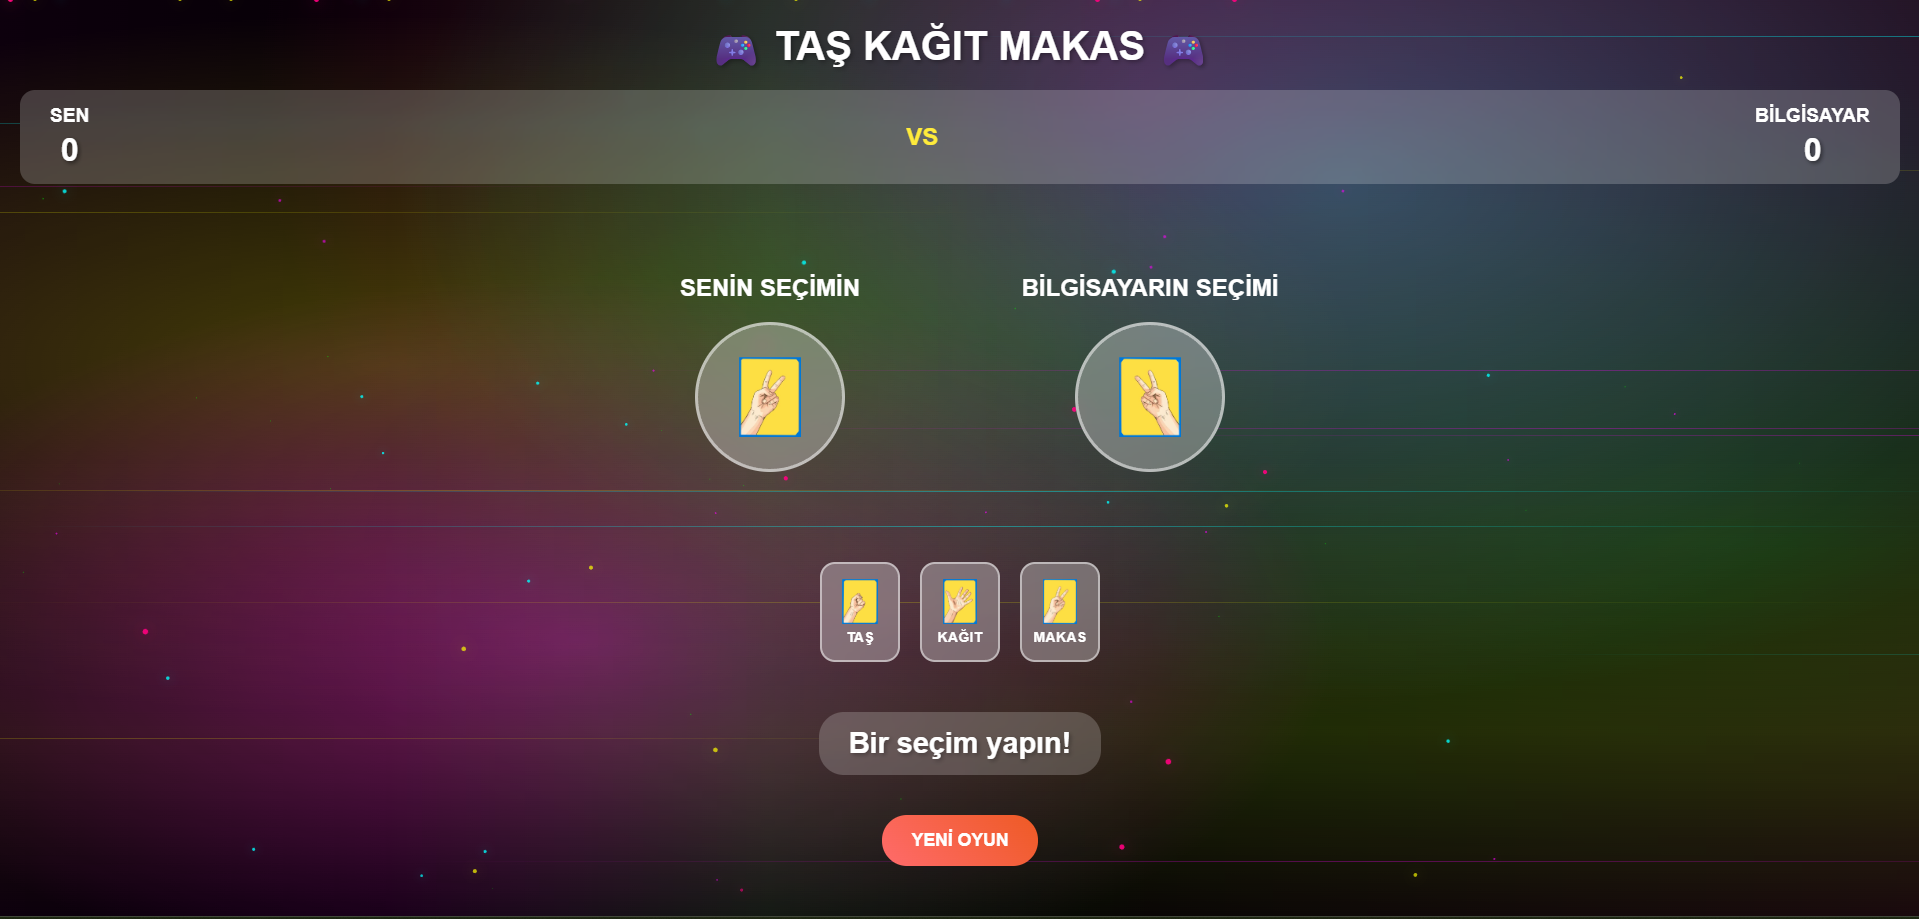 TAŞ KAĞIT MAKAS
SEN
0
VS
BİLGİSAYAR
0
SENİN SEÇİMİN
BİLGİSAYARIN SEÇİMİ
TAŞ
KAĞIT
MAKAS
Bir seçim yapın!
YENİ OYUN